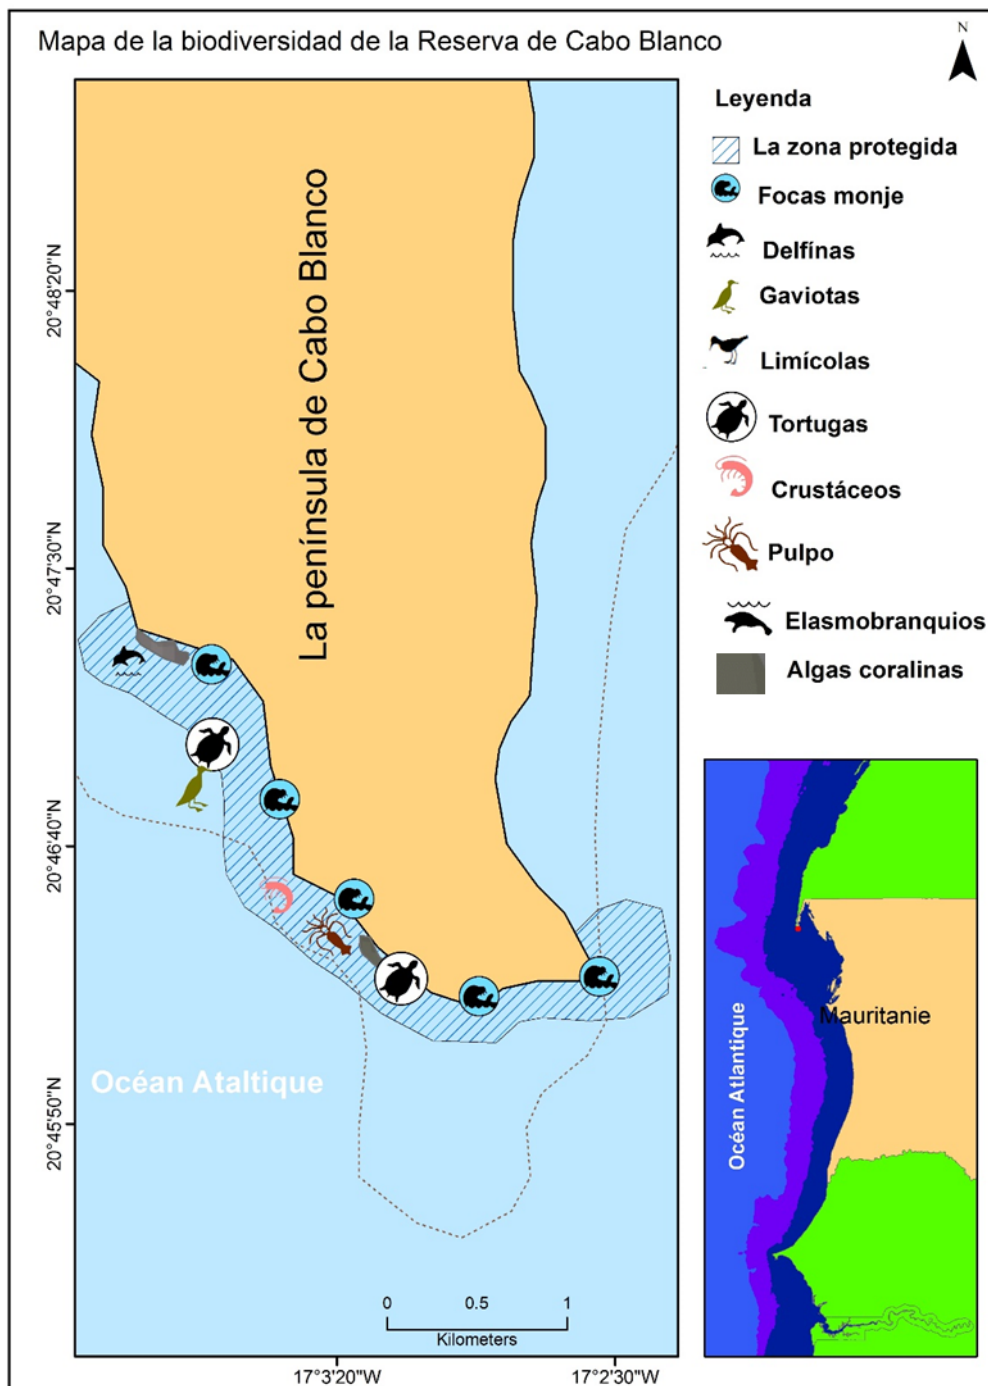 Mapa de la biodiversidad de la Reserva de Cabo Blanco
N
Leyenda
La zona protegida
Focas monje
Delfínas
Gaviotas
Limícolas
Tortugas
Crustáceos
Pulpo
Elasmobranquios
Algas coralinas
La península de Cabo Blanco
20°48'20"N
20°47'30"N
20°46'40"N
20°45'50"N
Océan Ataltique
0 0.5 1
Kilometers
17°3'20"W 17°2'30"W
Mauritanie
Océan Atlantique